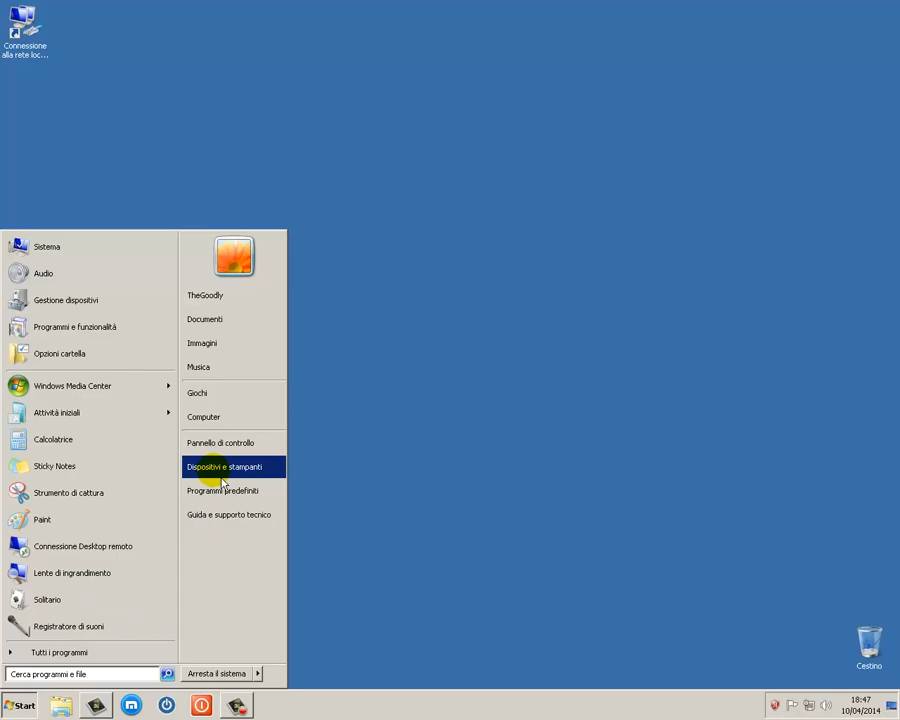 Connessione
alla rete loc...
Sistema
Audio
Gestione dispositivi
Programmi e funzionalità
Opzioni cartella
Windows Media Center
Attività iniziali
Calcolatrice
Sticky Notes
Strumento di cattura
Paint
Connessione Desktop remoto
Lente di ingrandimento
Solitario
Registratore di suoni
Tutti i programmi
Cerca programmi e file
TheGoodly
Documenti
Immagini
Musica
Giochi
Computer
Pannello di controllo
Dispositivi e stampanti
Programmi predefiniti
Guida e supporto tecnico
Arresta il sistema
Cestino
Start
18:47
10/04/2014